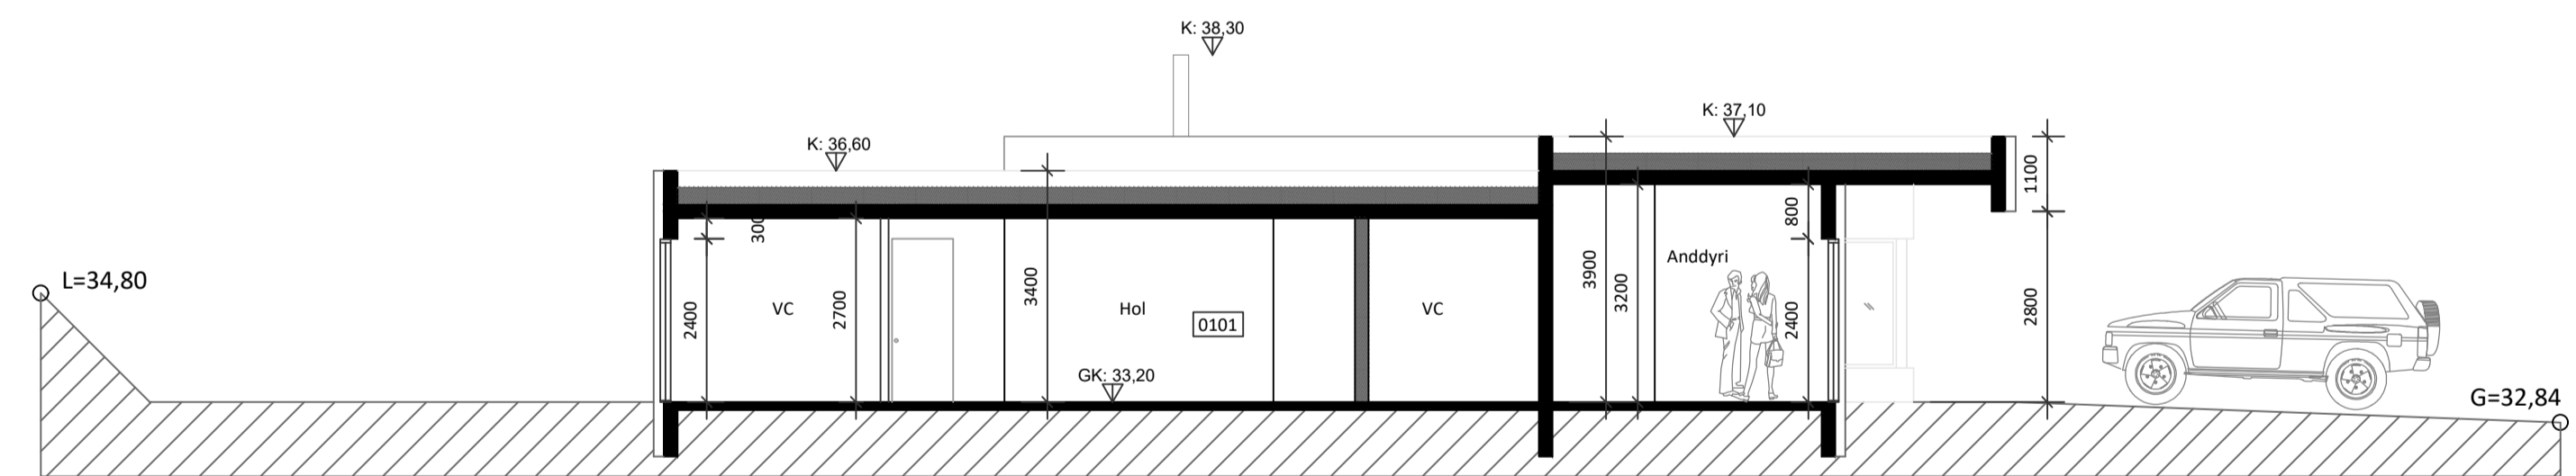 K: 38,30
K: 37,10
K: 36,60
1100
300
800
L=34,80
Anddyri
2400
VC
2700
3400
Hol
0101
VC
3900
3200
2400
2800
GK: 33,20
G=32,84